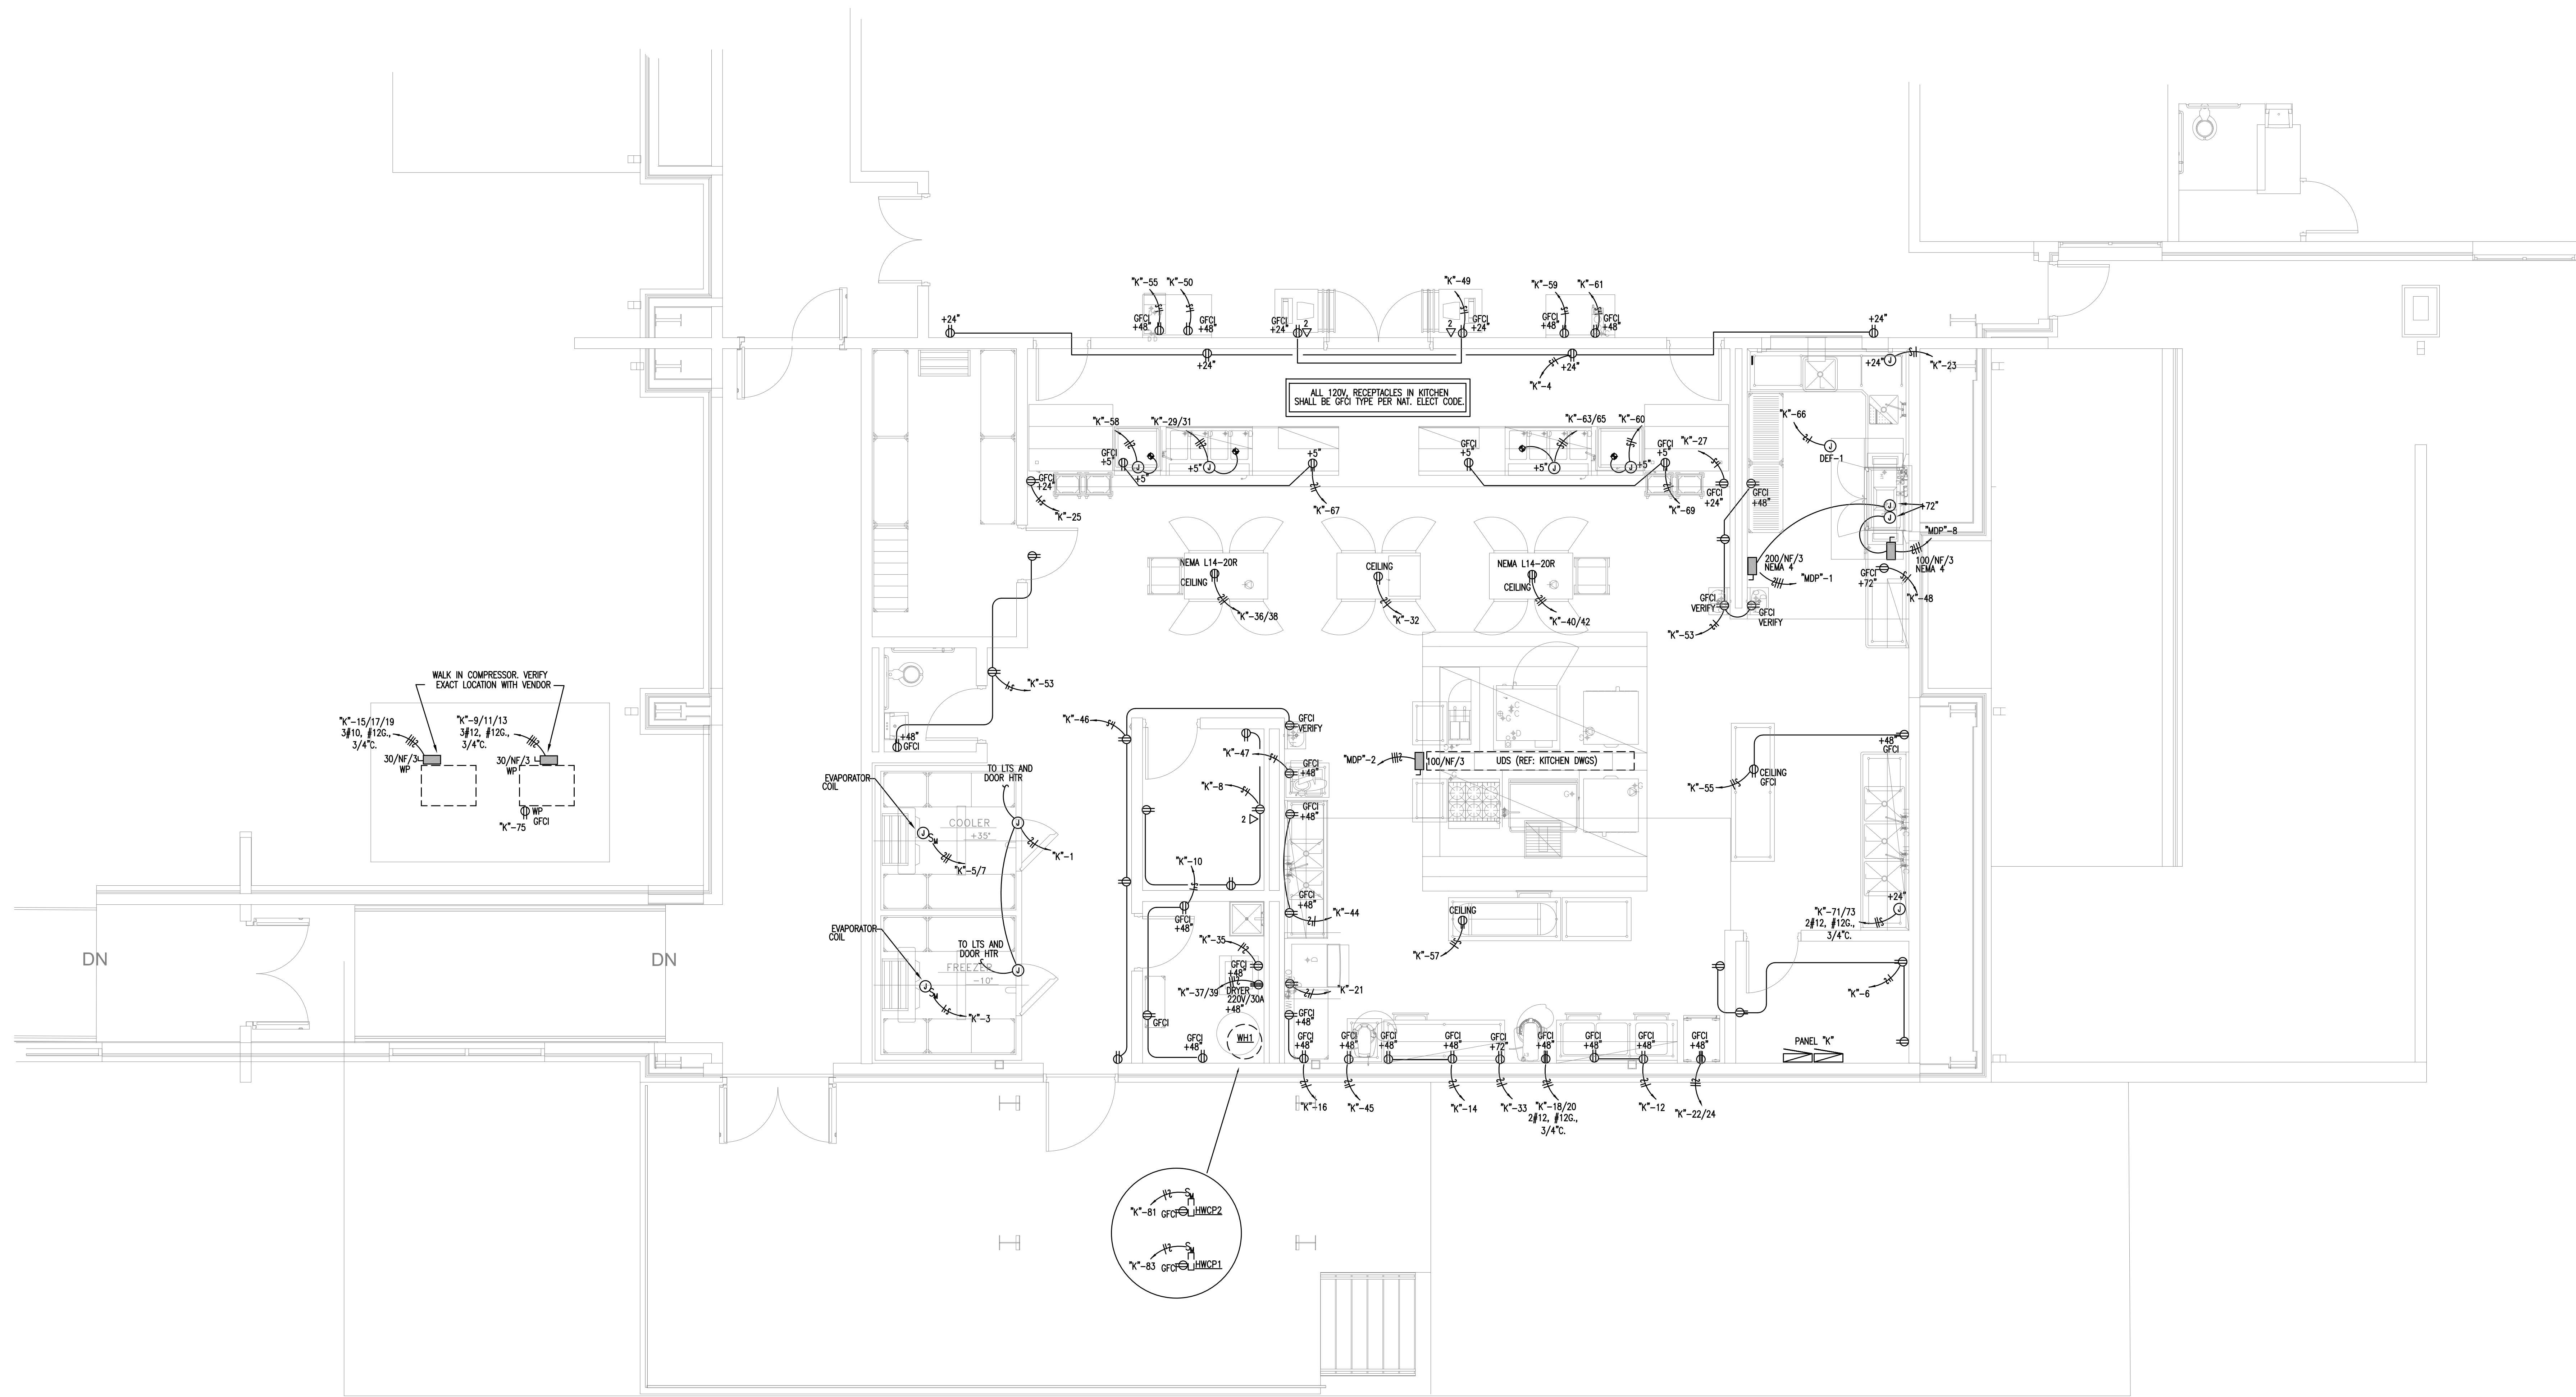 "K"-55
"K"-50
"K"-49
"K"-59
"K"-61
+24"
GFCI
+48"
GFCI
+48"
GFCI
+24"
2
2
GFCI
+24"
GFCI
+48"
GFCI
+48"
+24"
+24"
+24"
"K"-4
+24"
"K"-23
ALL 120V, RECEPTACLES IN KITCHEN
SHALL BE GFCI TYPE PER NAT. ELECT CODE.
"K"-58
"K"-29/31
"K"-63/65
"K"-60
"K"-27
"K"-66
GFCI
+5"
+5"
+5"
+5"
GFCI
+5"
+5"
+5"
GFCI
+5"
J
DEF-1
GFCI
+24"
"K"-25
"K"-67
"K"-69
GFCI
+24"
GFCI
+48"
+72"
"MDP"-8
100/NF/3
NEMA 4
200/NF/3
NEMA 4
"MDP"-1
GFCI
+72"
"K"-48
NEMA L14-20R
CEILING
"K"-36/38
CEILING
"K"-32
NEMA L14-20R
CEILING
"K"-40/42
GFCI
VERIFY
GFCI
VERIFY
"K"-53
WALK IN COMPRESSOR. VERIFY
EXACT LOCATION WITH VENDOR
"K"-15/17/19
3#10, #12G.,
3/4"C.
"K"-9/11/13
3#12, #12G.,
3/4"C.
30/NF/3
WP
30/NF/3
WP
WP
GFCI
"K"-75
"K"-53
+48"
GFCI
"K"-46
GFCI
VERIFY
"K"-47
GFCI
+48"
"MDP"-2
100/NF/3
UDS (REF: KITCHEN DWGS)
+48"
GFCI
CEILING
GFCI
"K"-55
EVAPORATOR
COIL
TO LTS AND
DOOR HTR
COOLER
+35°
"K"-1
"K"-5/7
"K"-8
2
GFCI
+48"
"K"-10
GFCI
+48"
GFCI
+48"
"K"-44
CEILING
"K"-57
+24"
"K"-71/73
2#12, #12G.,
3/4"C.
EVAPORATOR
COIL
TO LTS AND
DOOR HTR
FREEZER
-10°
"K"-3
"K"-35
GFCI
+48"
"K"-37/39
DRYER
220V/30A
+48"
"K"-21
"K"-6
DN
DN
GFCI
GFCI
+48"
WH1
GFCI
+48"
GFCI
+48"
GFCI
+48"
GFCI
+48"
GFCI
+48"
GFCI
+72"
GFCI
+48"
GFCI
+48"
GFCI
+48"
GFCI
+48"
PANEL "K"
"K"-16
"K"-45
"K"-14
"K"-33
"K"-18/20
2#12, #12G.,
3/4"C.
"K"-12
"K"-22/24
"K"-81
GFCI
HWCP2
"K"-83
GFCI
HWCP1